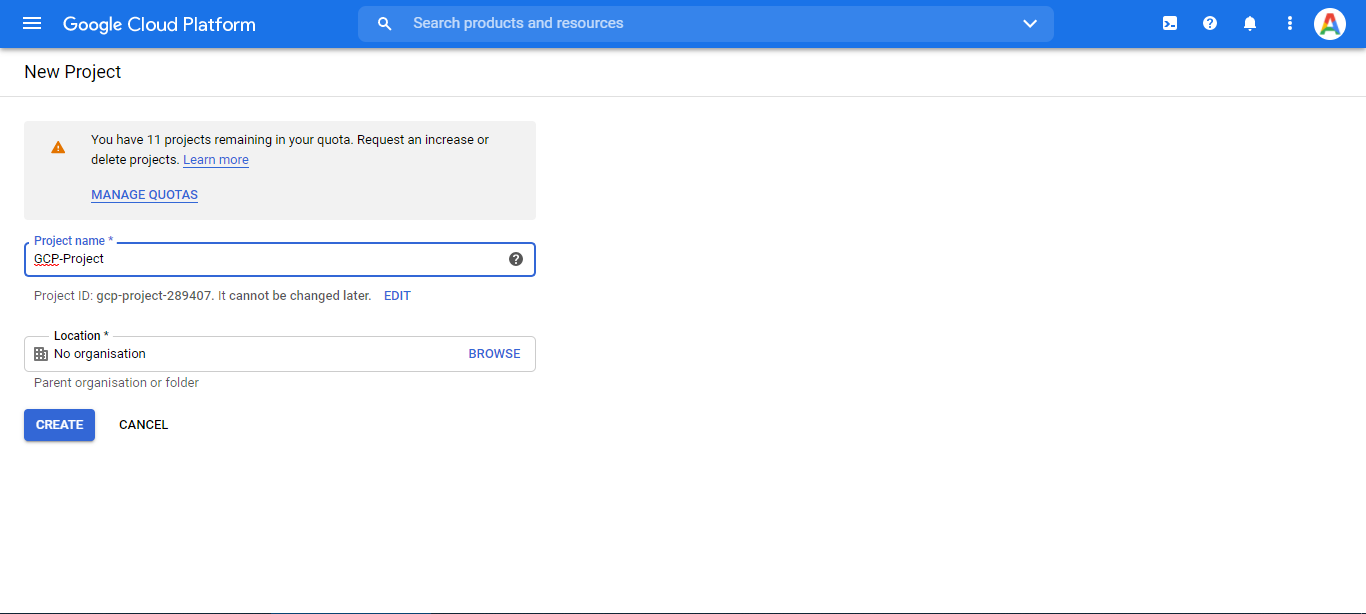 Google Cloud Platform
Search products and resources
A
New Project
You have 11 projects remaining in your quota. Request an increase or
delete projects. Learn more
MANAGE QUOTAS
Project name *
GCP-Project
Project ID: gcp-project-289407. It cannot be changed later. EDIT
Location *
No organisation BROWSE
Parent organisation or folder
CREATE CANCEL